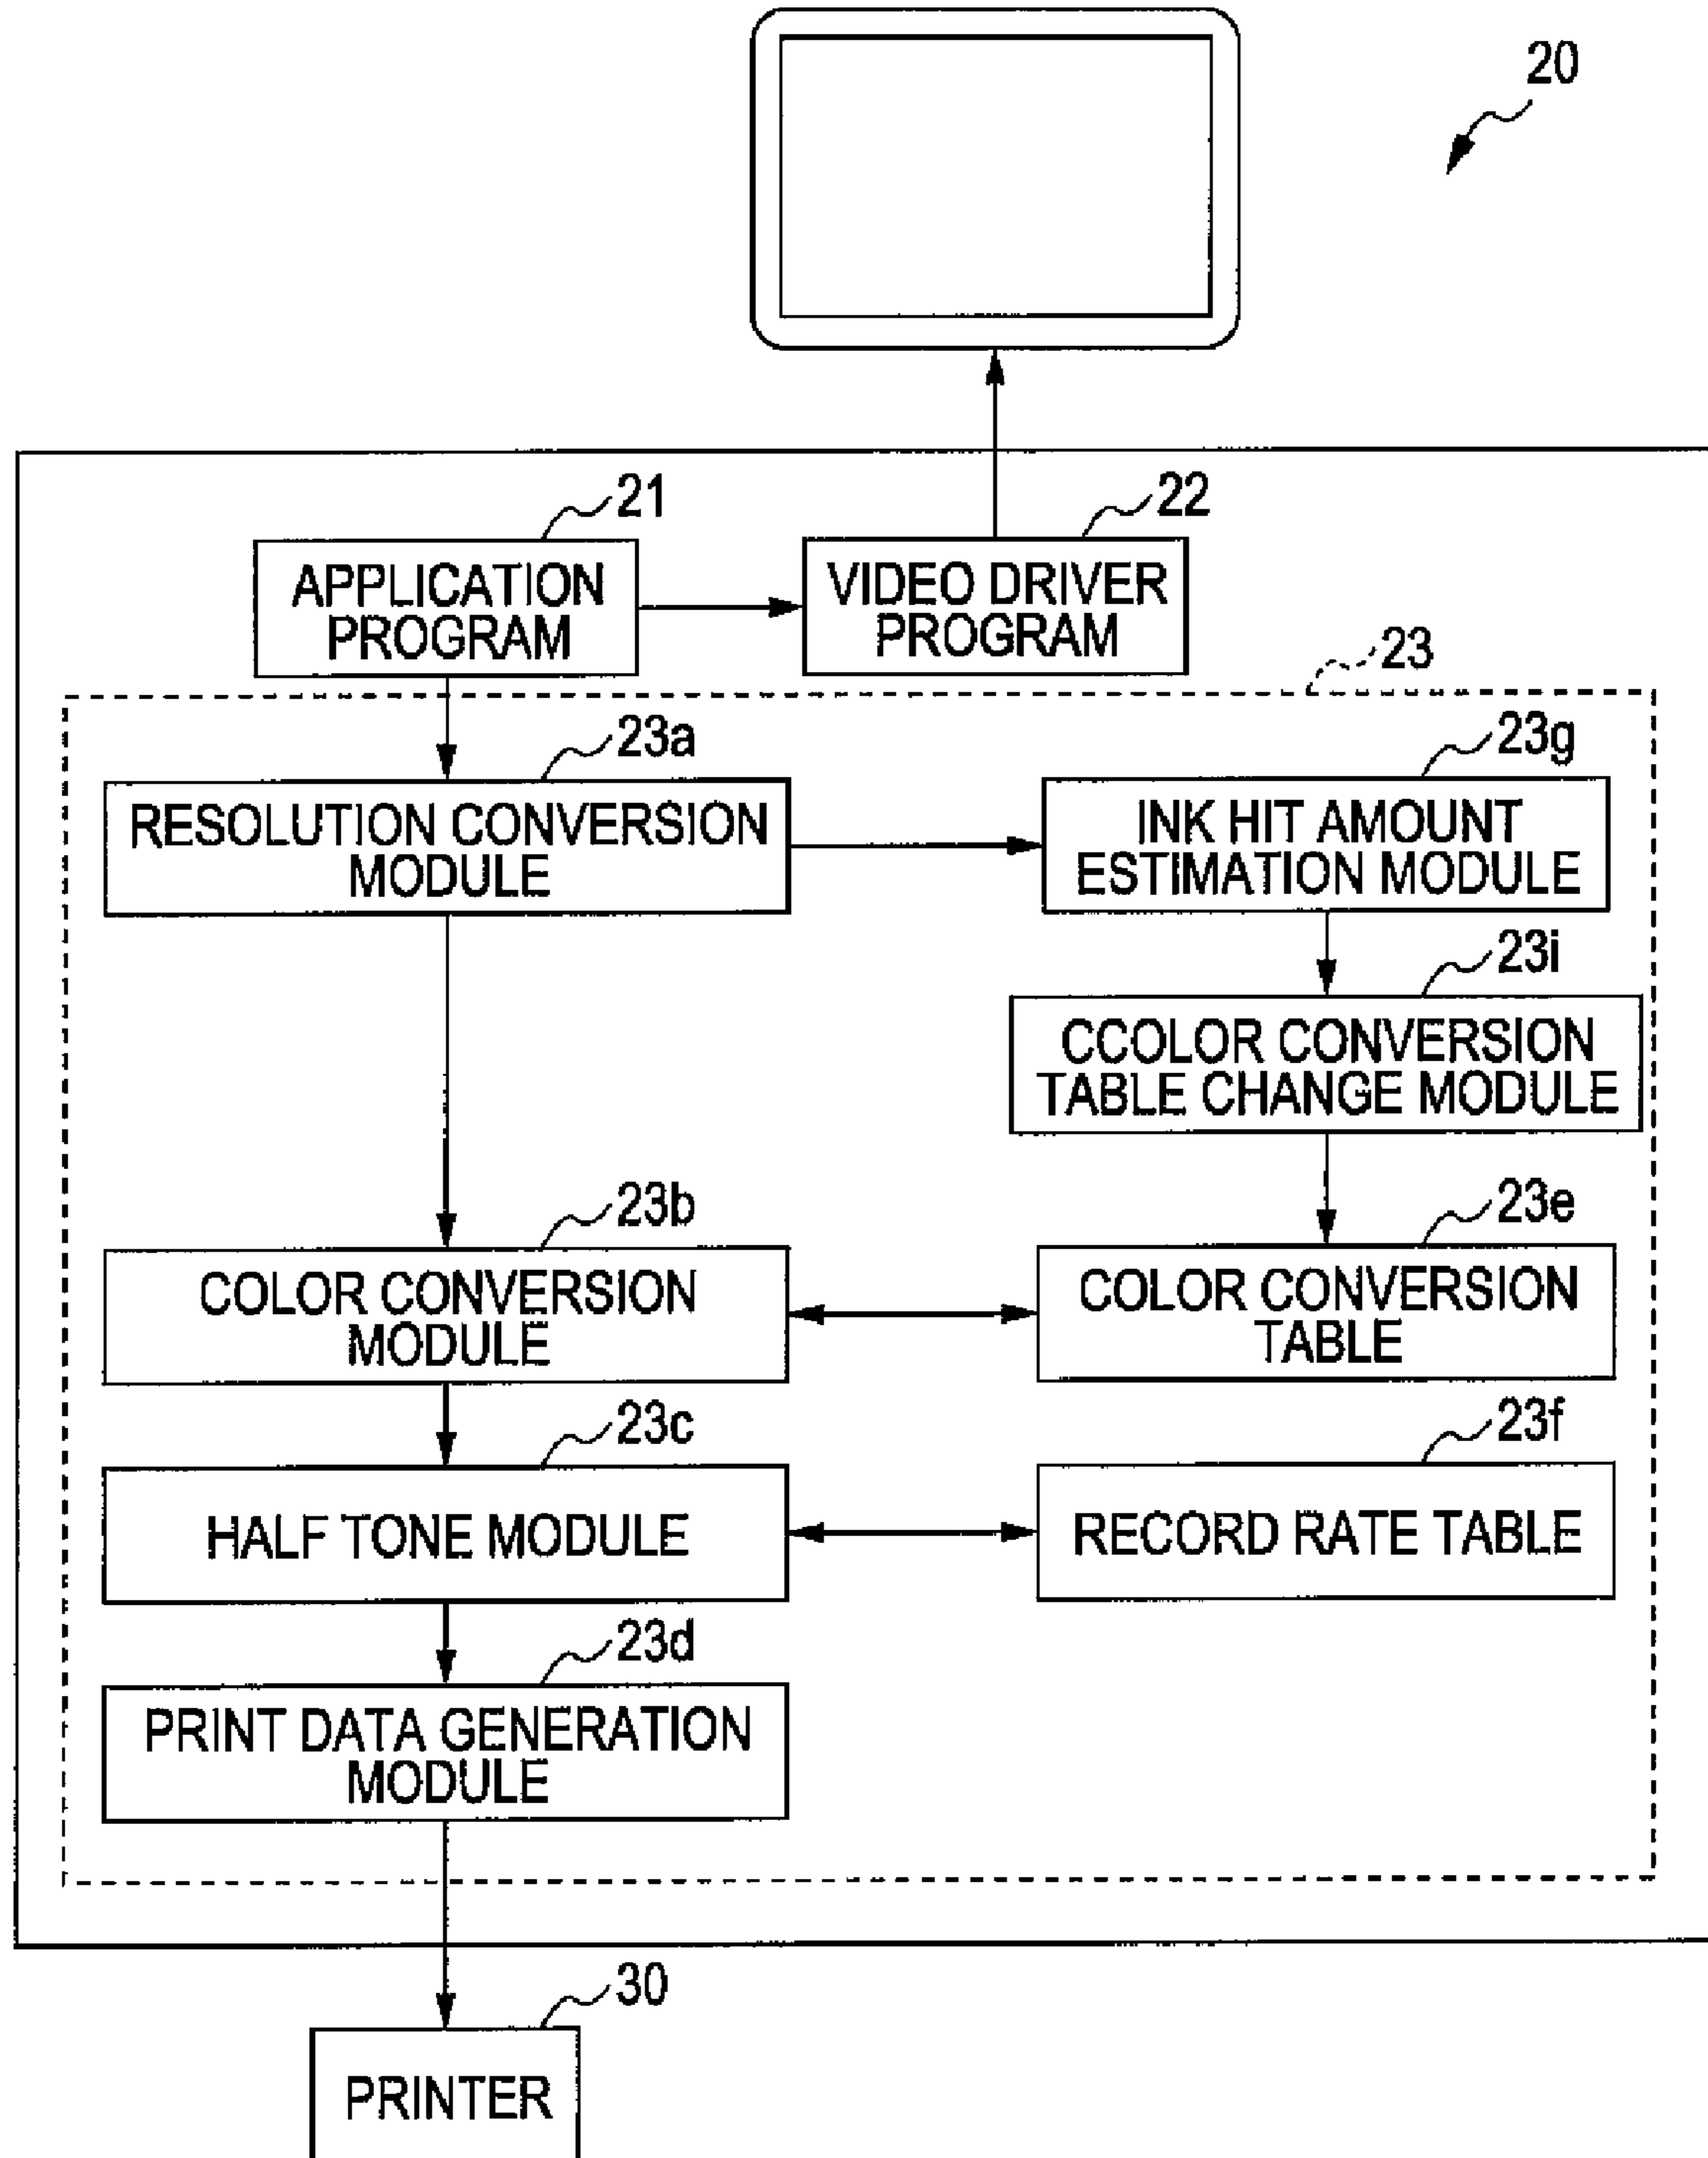 20
21
22
APPLICATION
PROGRAM
VIDEO DRIVER
PROGRAM
23
23a
23g
RESOLUTION CONVERSION
MODULE
INK HIT AMOUNT
ESTIMATION MODULE
23i
CCOLOR CONVERSION
TABLE CHANGE MODULE
23b
23e
COLOR CONVERSION
MODULE
COLOR CONVERSION
TABLE
23c
23f
HALF TONE MODULE
RECORD RATE TABLE
23d
PRINT DATA GENERATION
MODULE
30
PRINTER